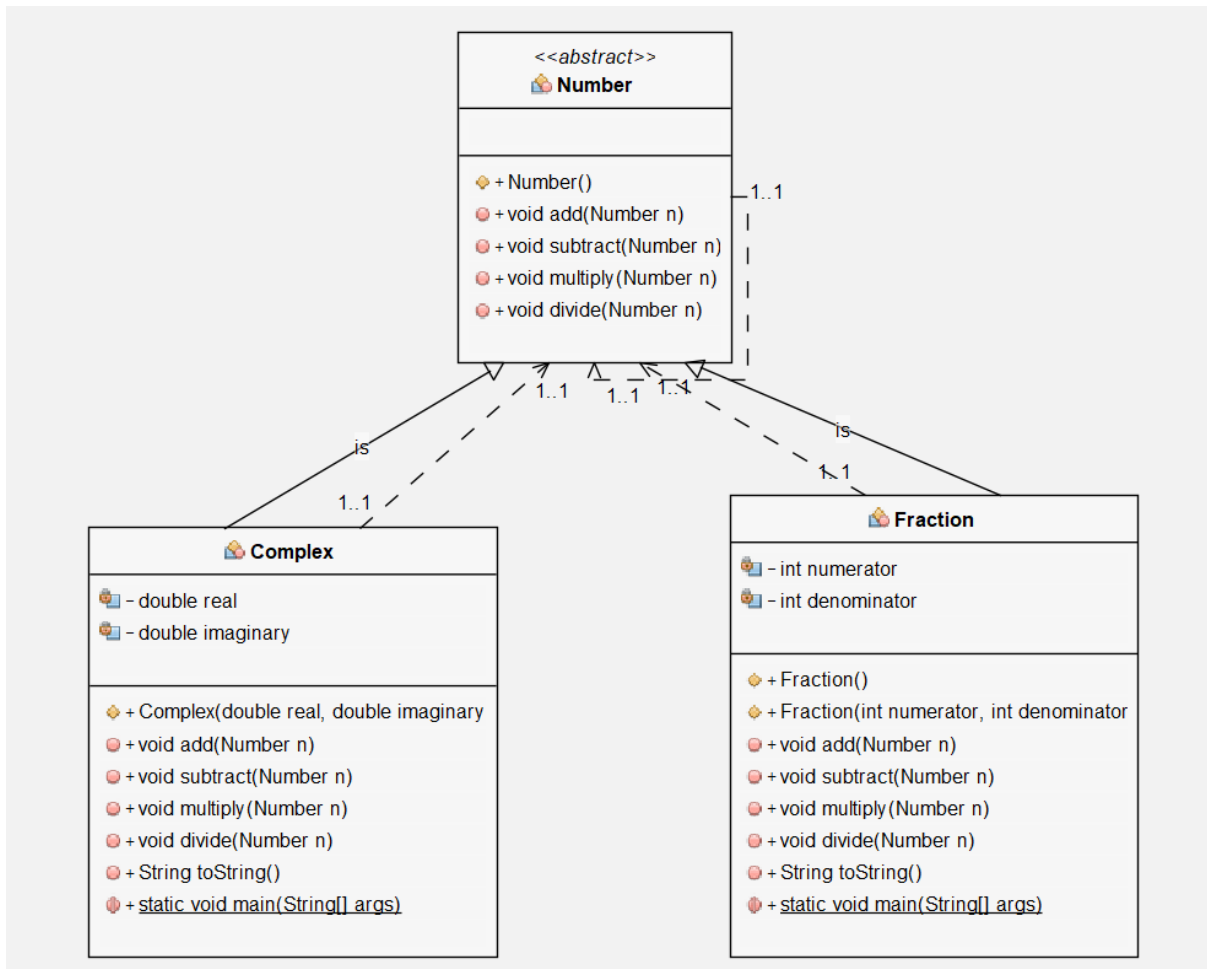 <<abstract>>
Number
+ Number()
+ void add(Number n)
+ void subtract(Number n)
+ void multiply(Number n)
+ void divide(Number n)
1..1
1..1
1..1
1..1
is
is
1..1
1..1
Complex
- double real
- double imaginary
+ Complex(double real, double imaginary
+ void add(Number n)
+ void subtract(Number n)
+ void multiply(Number n)
+ void divide(Number n)
+ String toString()
+ static void main(String[] args)
Fraction
- int numerator
- int denominator
+ Fraction()
+ Fraction(int numerator, int denominator
+ void add(Number n)
+ void subtract(Number n)
+ void multiply(Number n)
+ void divide(Number n)
+ String toString()
+ static void main(String[] args)